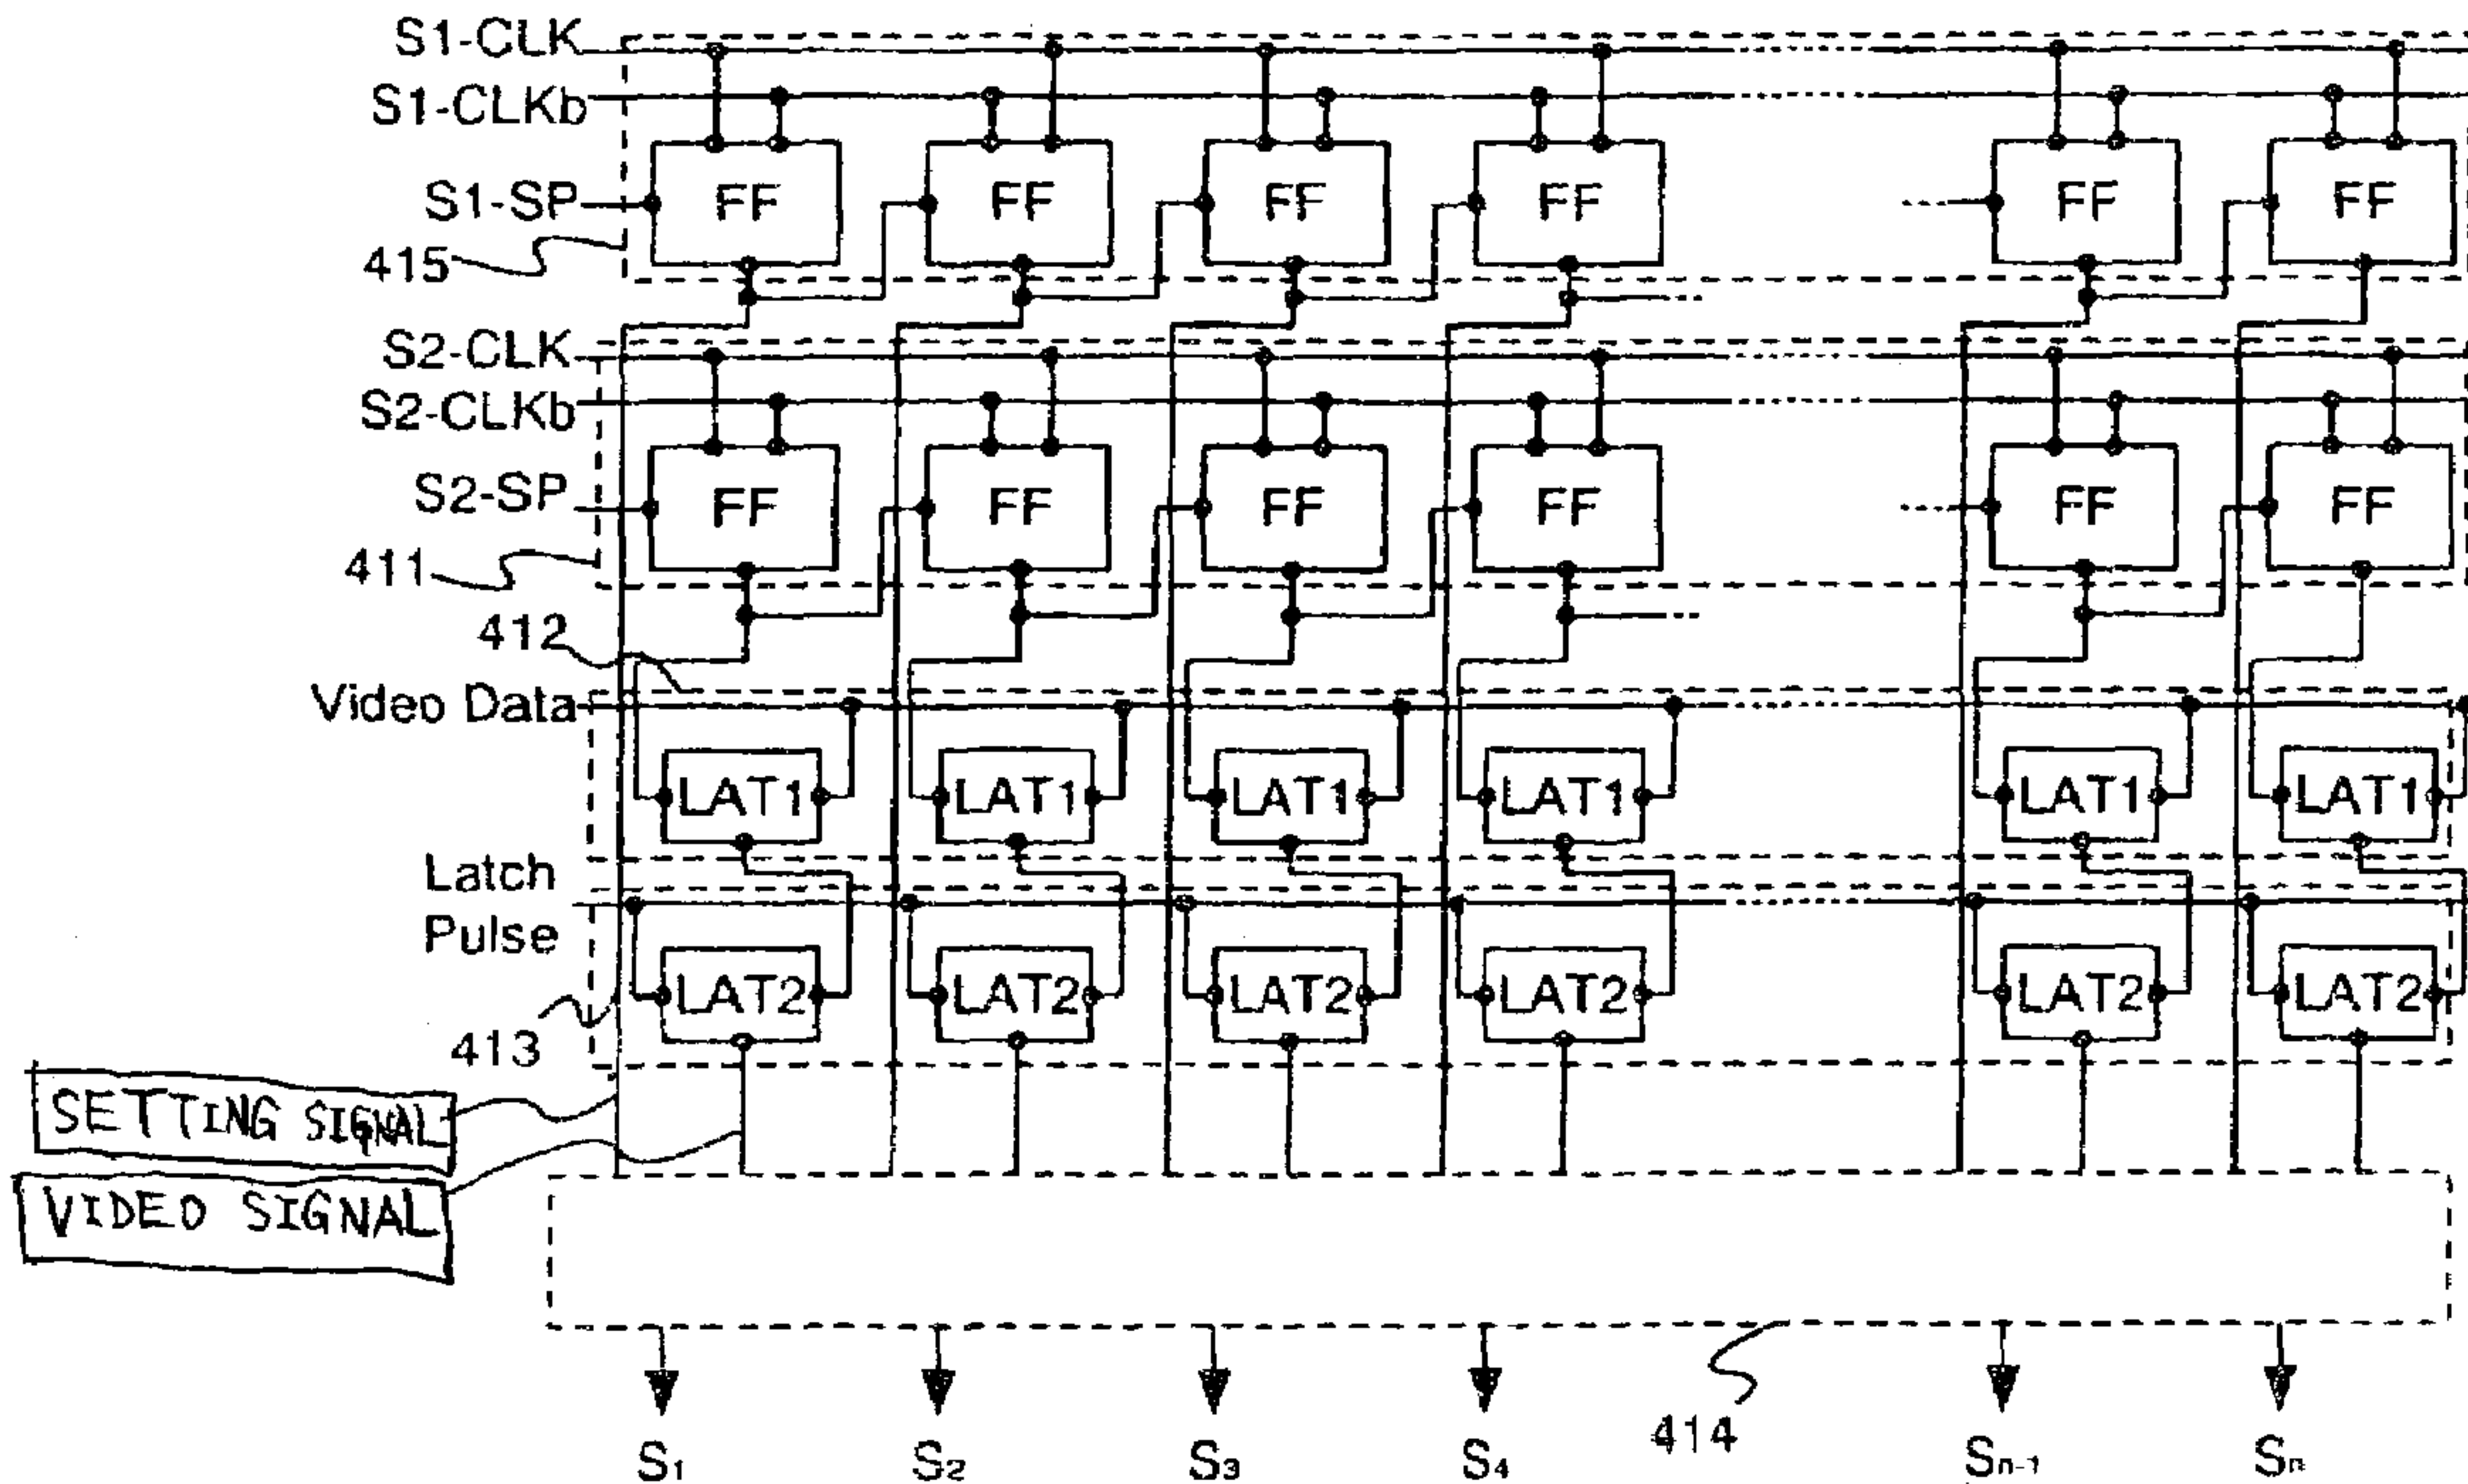 S1-CLK
S1-CLKb
S1-SP
FF FF FF FF FF FF
415
S2-CLK
S2-CLKb
S2-SP
FF FF FF FF FF FF
411
412
Video Data
LAT1 LAT1 LAT1 LAT1 LAT1 LAT1
Latch
Pulse
LAT2 LAT2 LAT2 LAT2 LAT2 LAT2
413
SETTING SIGNAL
VIDEO SIGNAL
414
S1 S2 S3 S4 Sn-1 Sn